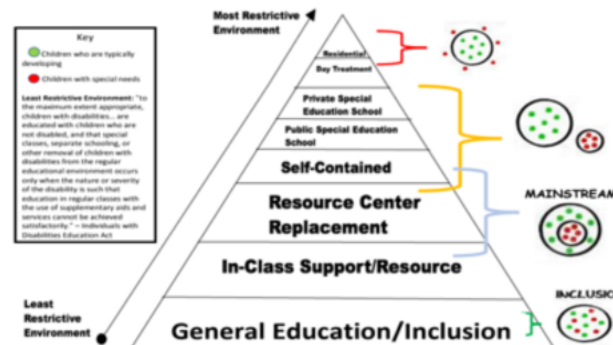 Key
Children who are typically
developing
Children with special needs
Least Restrictive Environment: "to
the maximum extent appropriate,
children with disabilities... are
educated with children who are
not disabled, and that special
classes, separate schooling, or
other removal of children with
disabilities from the regular
educational environment occurs
only when the nature or severity
of the disability is such that
education in regular classes with
the use of supplementary aids and
services cannot be achieved
satisfactorily." – Individuals with
Disabilities Education Act
Most Restrictive
Environment
Residential
Day Treatment
Private Special
Education School
Public Special Education
School
Self-Contained
Resource Center
Replacement
In-Class Support/Resource
General Education/Inclusion
Least
Restrictive
Environment
MAINSTREAM
INCLUSIO